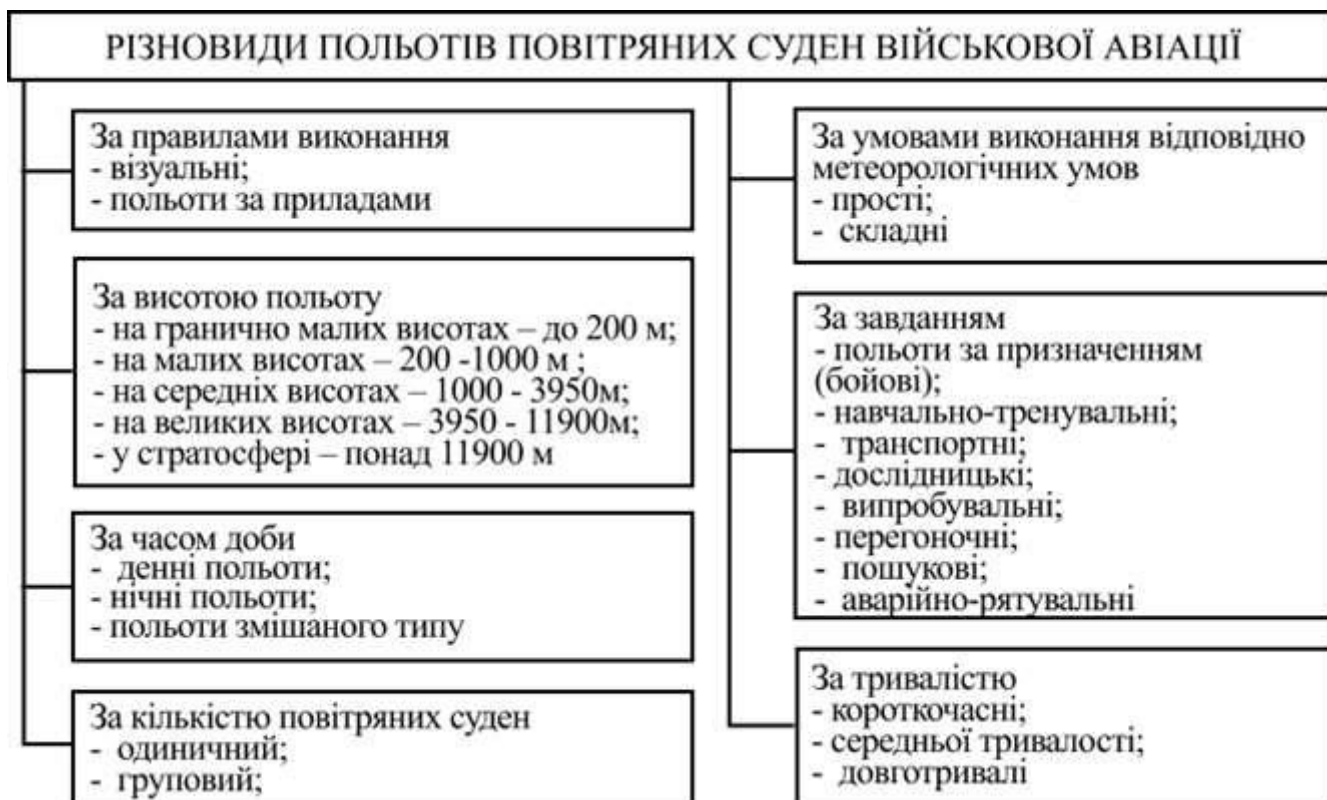 РІЗНОВИДИ ПОЛЬОТІВ ПОВІТРЯНИХ СУДЕН ВІЙСЬКОВОЇ АВІАЦІЇ
За правилами виконання
- візуальні;
- польоти за приладами
За висотою польоту
- на гранично малих висотах – до 200 м;
- на малих висотах – 200 -1000 м ;
- на середніх висотах – 1000 - 3950м;
- на великих висотах – 3950 - 11900м;
- у стратосфері – понад 11900 м
За часом доби
- денні польоти;
- нічні польоти;
- польоти змішаного типу
За кількістю повітряних суден
- одиничний;
- груповий;
За умовами виконання відповідно
метеорологічних умов
- прості;
- складні
За завданням
- польоти за призначенням
(бойові);
- навчально-тренувальні;
- транспортні;
- дослідницькі;
- випробувальні;
- перегоночні;
- пошукові;
- аварійно-рятувальні
За тривалістю
- короткочасні;
- середньої тривалості;
- довготривалі